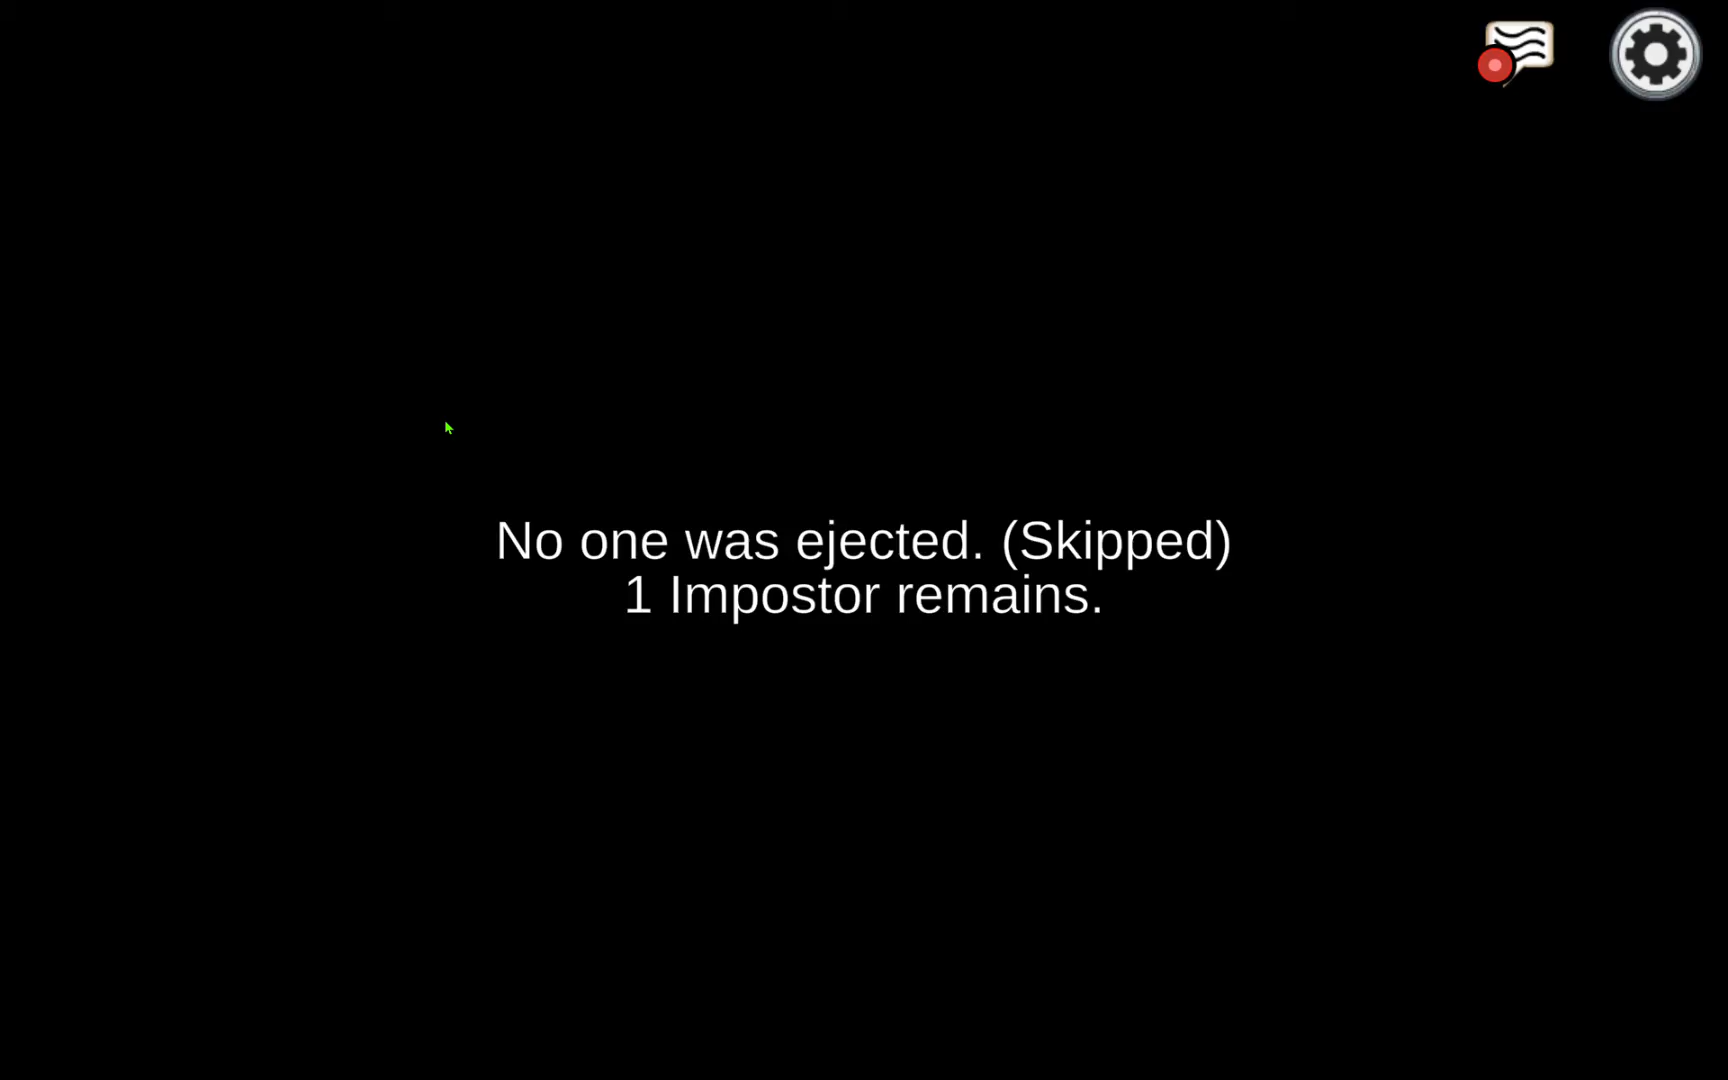 No one was ejected. (Skipped)
1 Impostor remains.